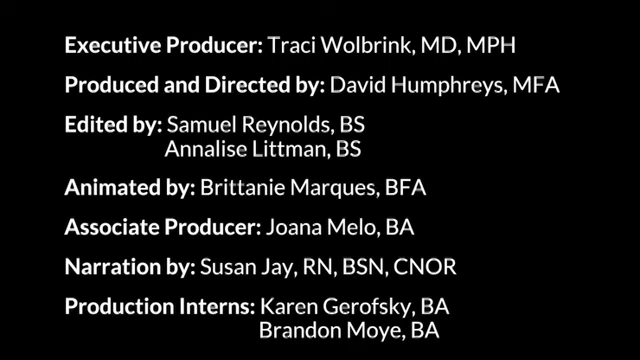 Executive Producer: Traci Wolbrink, MD, MPH
Produced and Directed by: David Humphreys, MFA
Edited by: Samuel Reynolds, BS
Annalise Littman, BS
Animated by: Brittanie Marques, BFA
Associate Producer: Joana Melo, BA
Narration by: Susan Jay, RN, BSN, CNOR
Production Interns: Karen Gerofsky, BA
Brandon Moye, BA